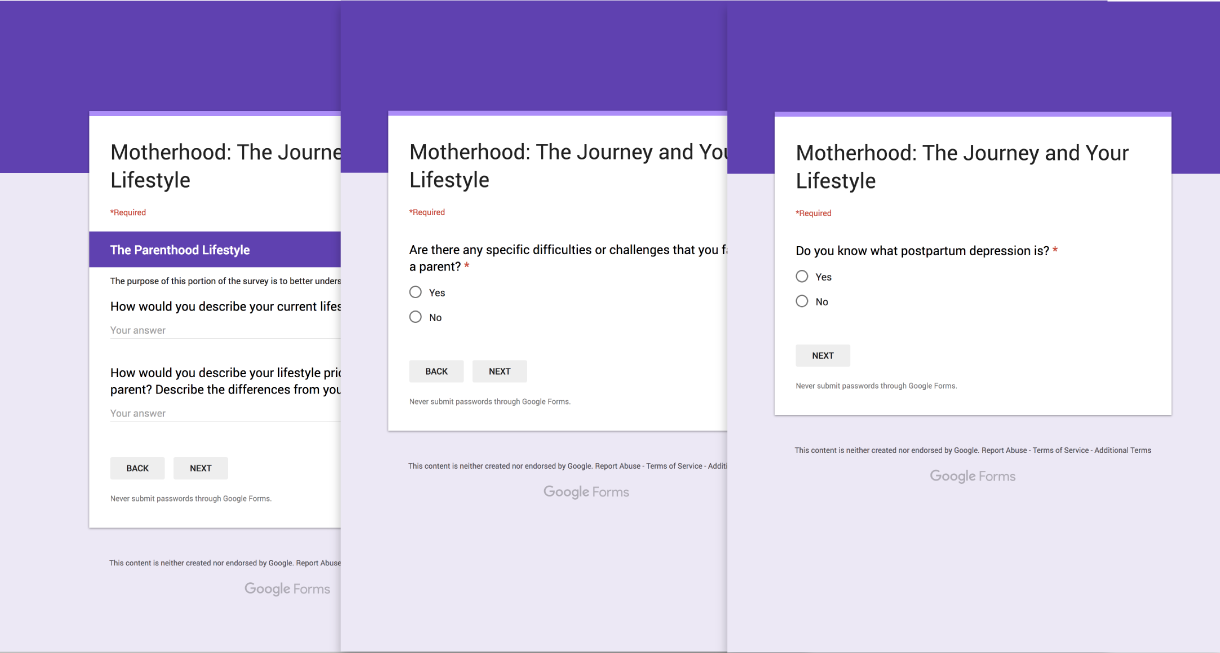 Motherhood: The Journe
Lifestyle
*Required
The Parenthood Lifestyle
The purpose of this portion of the survey is to better unders
How would you describe your current lifes
Your answer
How would you describe your lifestyle pri
parent? Describe the differences from you
Your answer
BACK NEXT
Never submit passwords through Google Forms.
This content is neither created nor endorsed by Google. Report Abuse
Google Forms
Motherhood: The Journey and You
Lifestyle
*Required
Are there any specific difficulties or challenges that you f
a parent? *
Yes
No
BACK NEXT
Never submit passwords through Google Forms.
This content is neither created nor endorsed by Google. Report Abuse - Terms of Service - Additi
Google Forms
Motherhood: The Journey and Your
Lifestyle
*Required
Do you know what postpartum depression is? *
Yes
No
NEXT
Never submit passwords through Google Forms.
This content is neither created nor endorsed by Google. Report Abuse - Terms of Service - Additional Terms
Google Forms